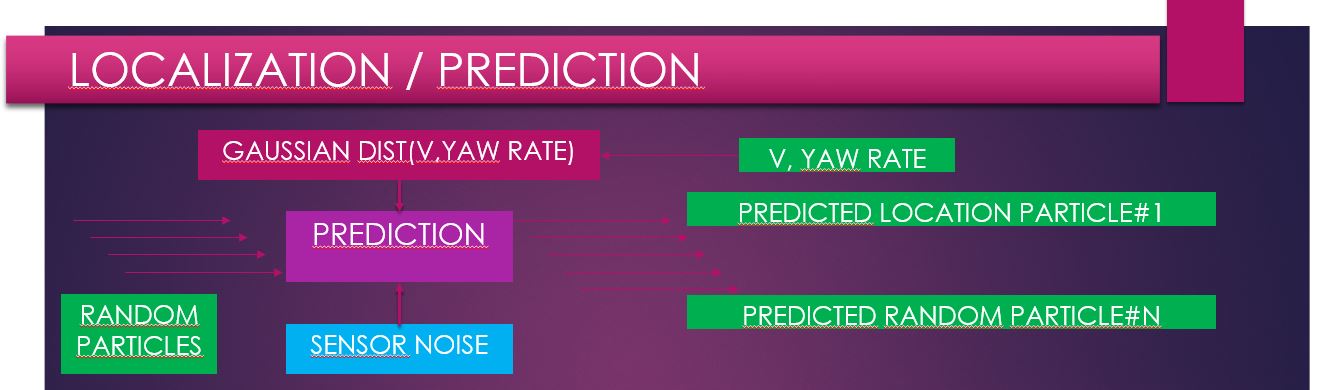 LOCALIZATION / PREDICTION
GAUSSIAN DIST(V,YAW RATE)
V, YAW RATE
PREDICTED LOCATION PARTICLE#1
PREDICTION
RANDOM
PARTICLES
SENSOR NOISE
PREDICTED RANDOM PARTICLE#N